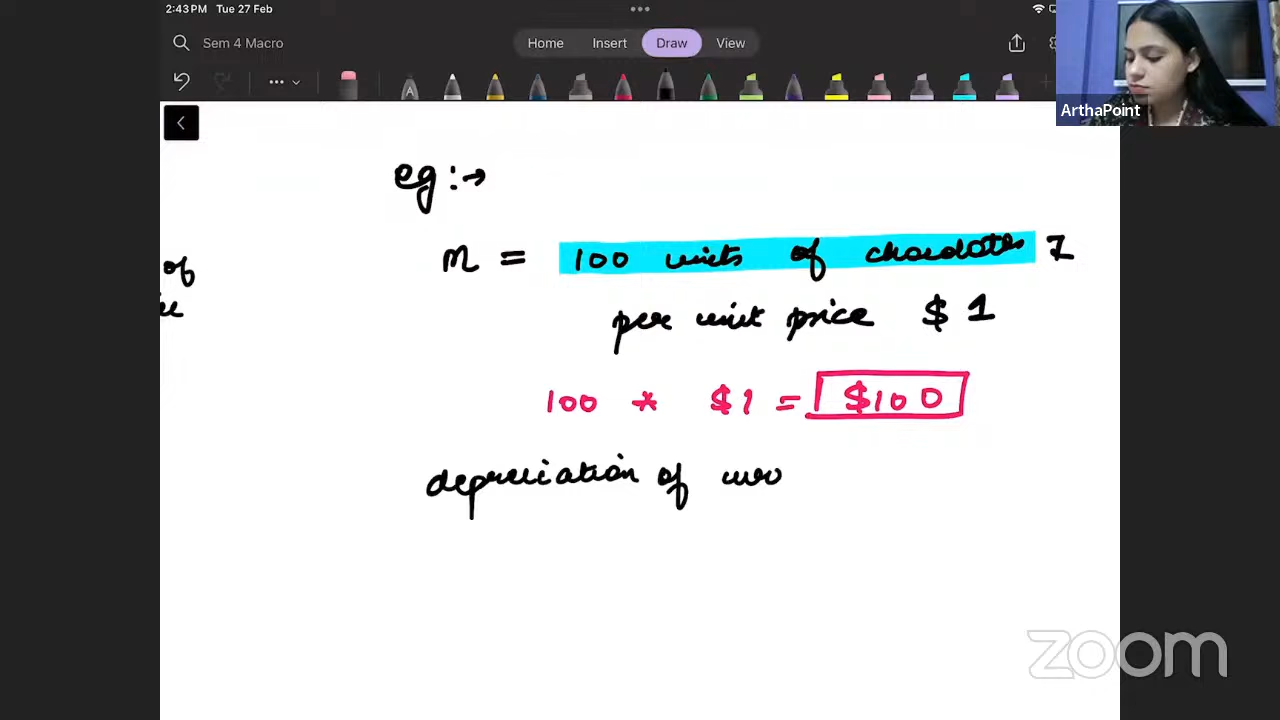 2:43 PM Tue 27 Feb
Sem 4 Macro
Home Insert Draw View
A
ArthaPoint
eg :→
of
M = 100 units of chocolates
per unit price $ 1
100 * $1 = $100
depreciation of
zoom